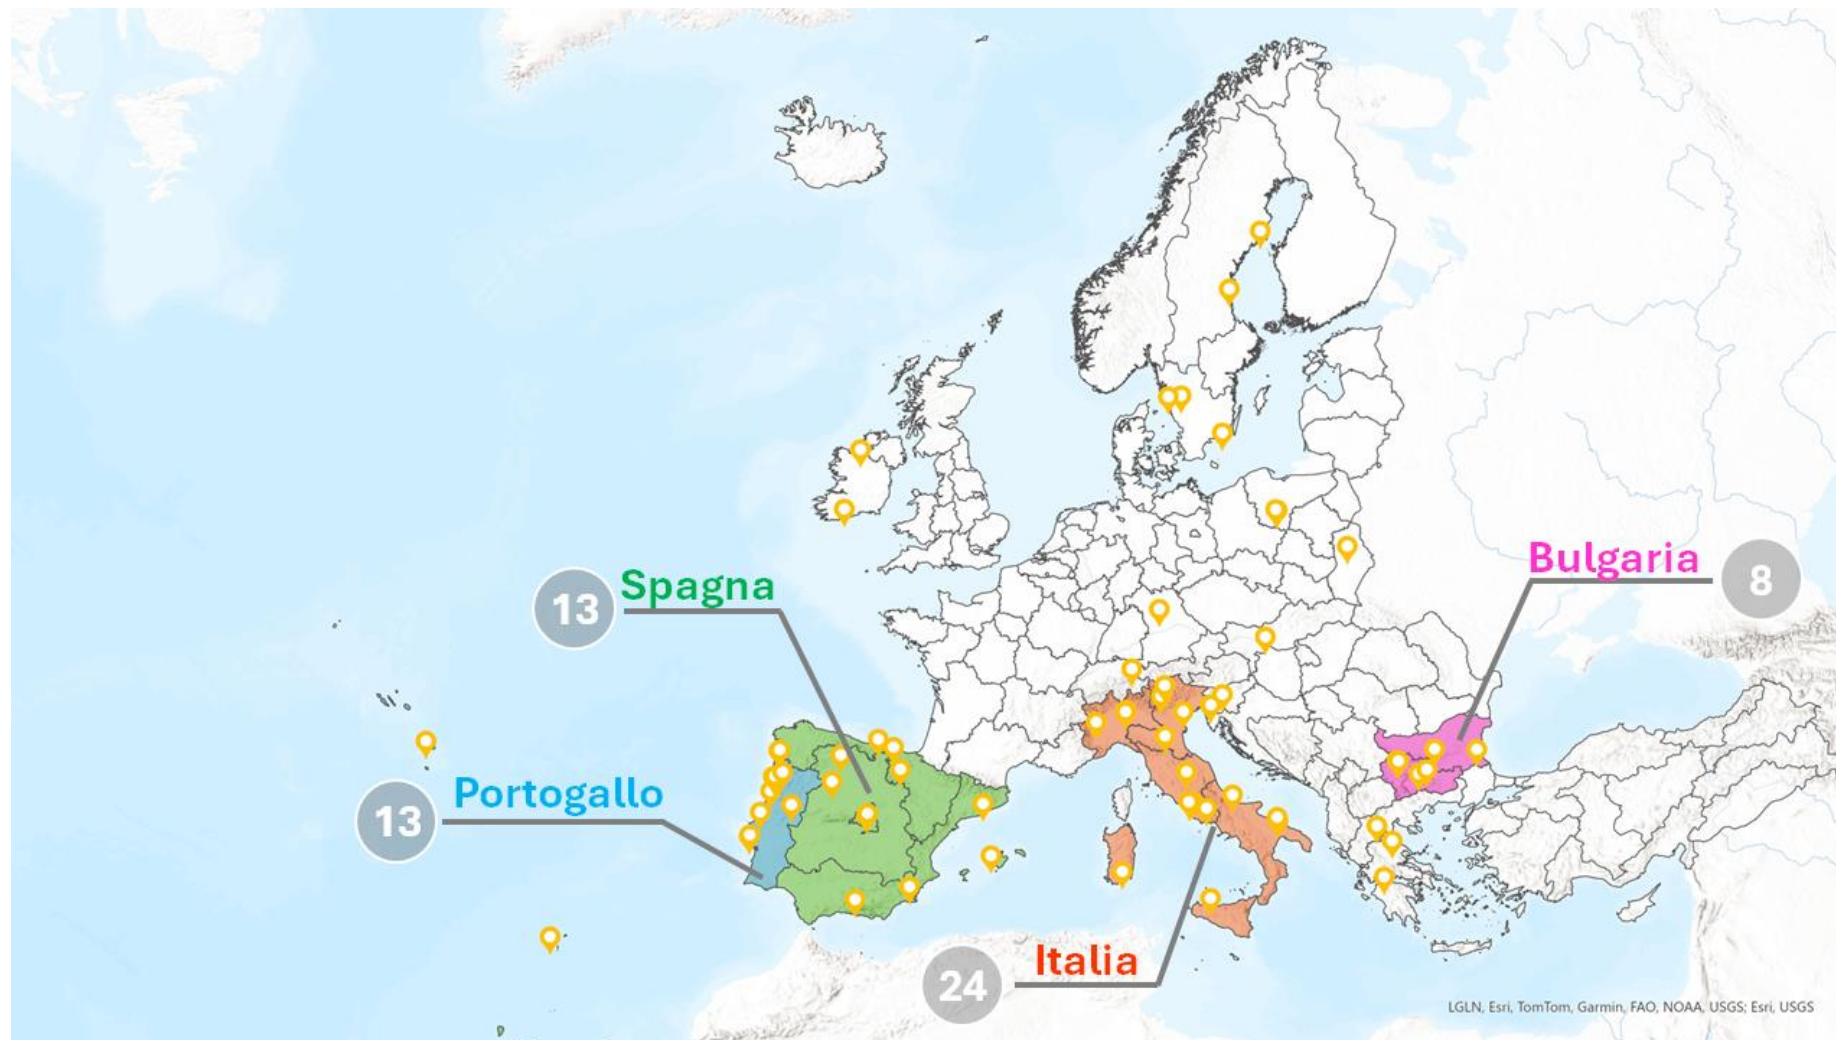 Bulgaria
8
Spagna
13
Portogallo
13
Italia
24
LGLN, Esri, TomTom, Garmin, FAO, NOAA, USGS; Esri, USGS